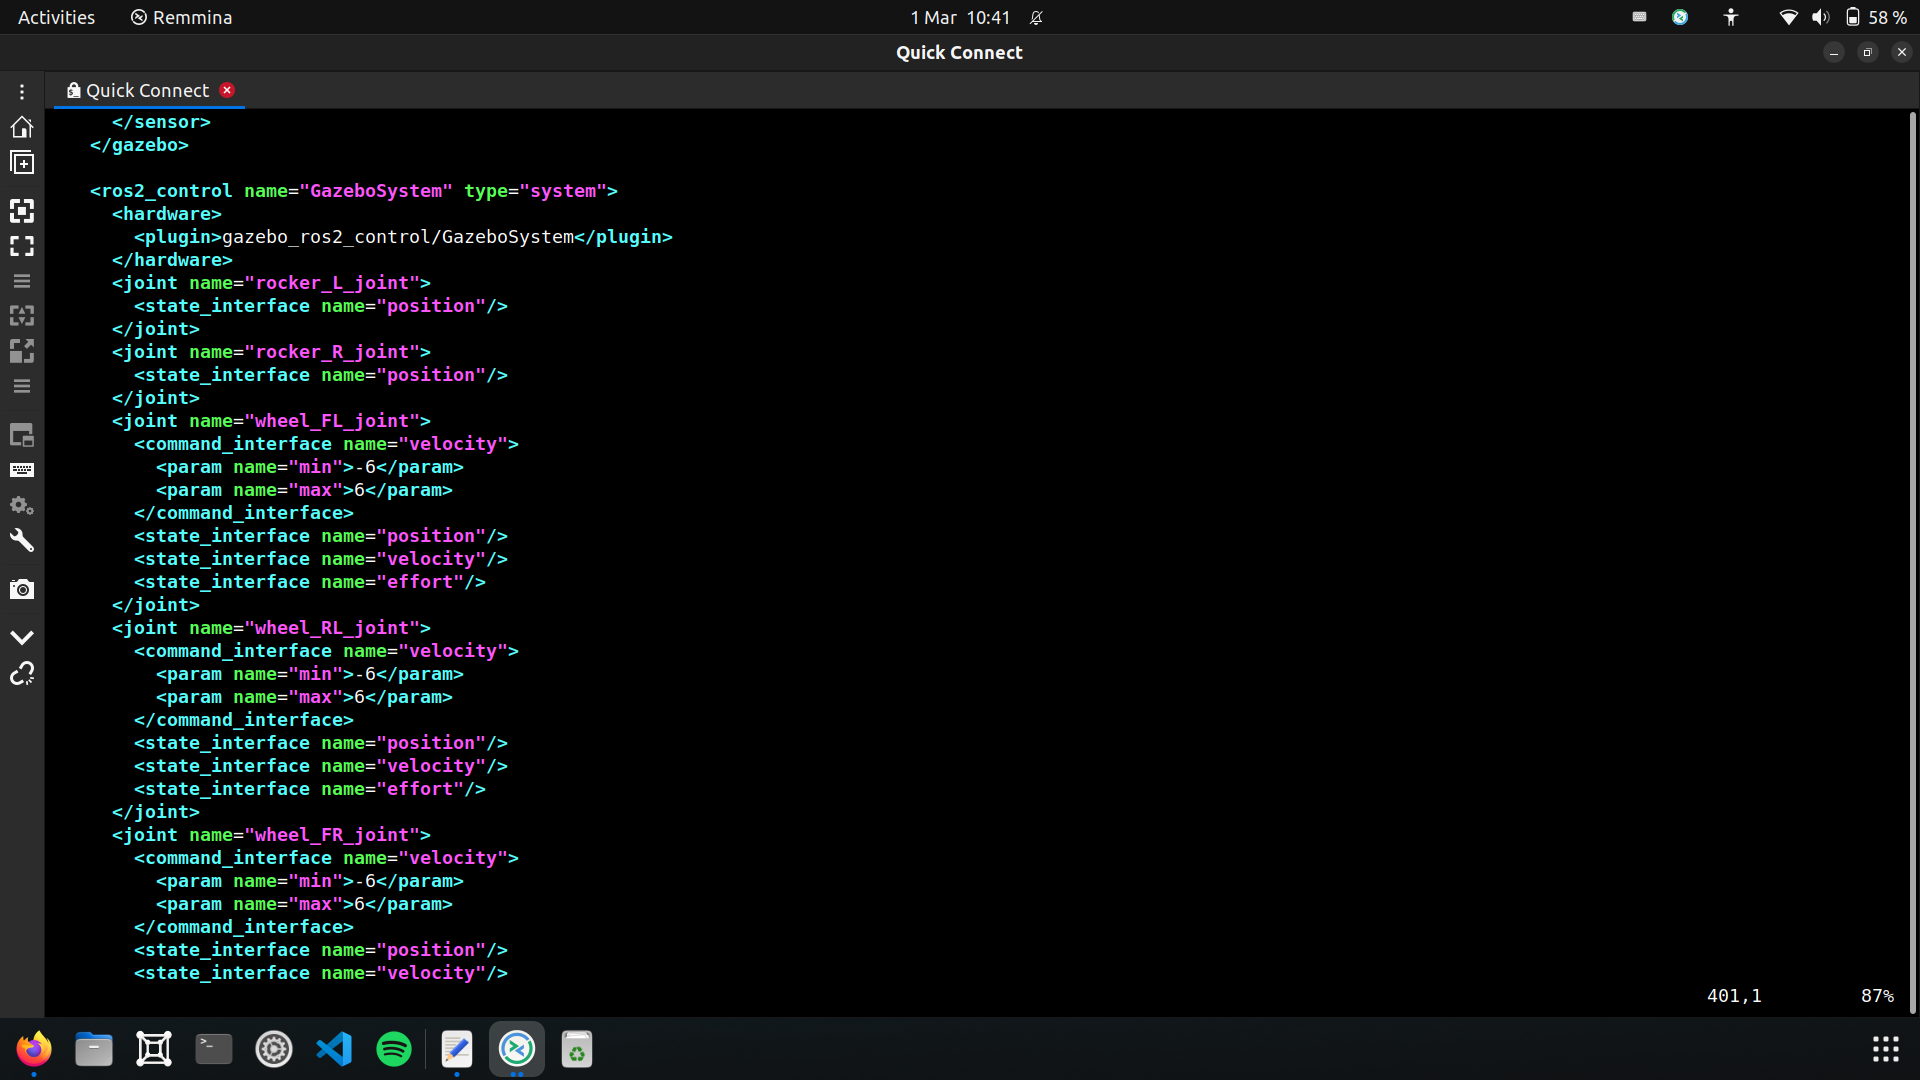 Activities Remmina 1 Mar 10:41 58 %
Quick Connect
Quick Connect
</sensor>
</gazebo>
<ros2_control name="GazeboSystem" type="system">
<hardware>
<plugin>gazebo_ros2_control/GazeboSystem</plugin>
</hardware>
<joint name="rocker_L_joint">
<state_interface name="position"/>
</joint>
<joint name="rocker_R_joint">
<state_interface name="position"/>
</joint>
<joint name="wheel_FL_joint">
<command_interface name="velocity">
<param name="min">-6</param>
<param name="max">6</param>
</command_interface>
<state_interface name="position"/>
<state_interface name="velocity"/>
<state_interface name="effort"/>
</joint>
<joint name="wheel_RL_joint">
<command_interface name="velocity">
<param name="min">-6</param>
<param name="max">6</param>
</command_interface>
<state_interface name="position"/>
<state_interface name="velocity"/>
<state_interface name="effort"/>
</joint>
<joint name="wheel_FR_joint">
<command_interface name="velocity">
<param name="min">-6</param>
<param name="max">6</param>
</command_interface>
<state_interface name="position"/>
<state_interface name="velocity"/>
401,1 87%